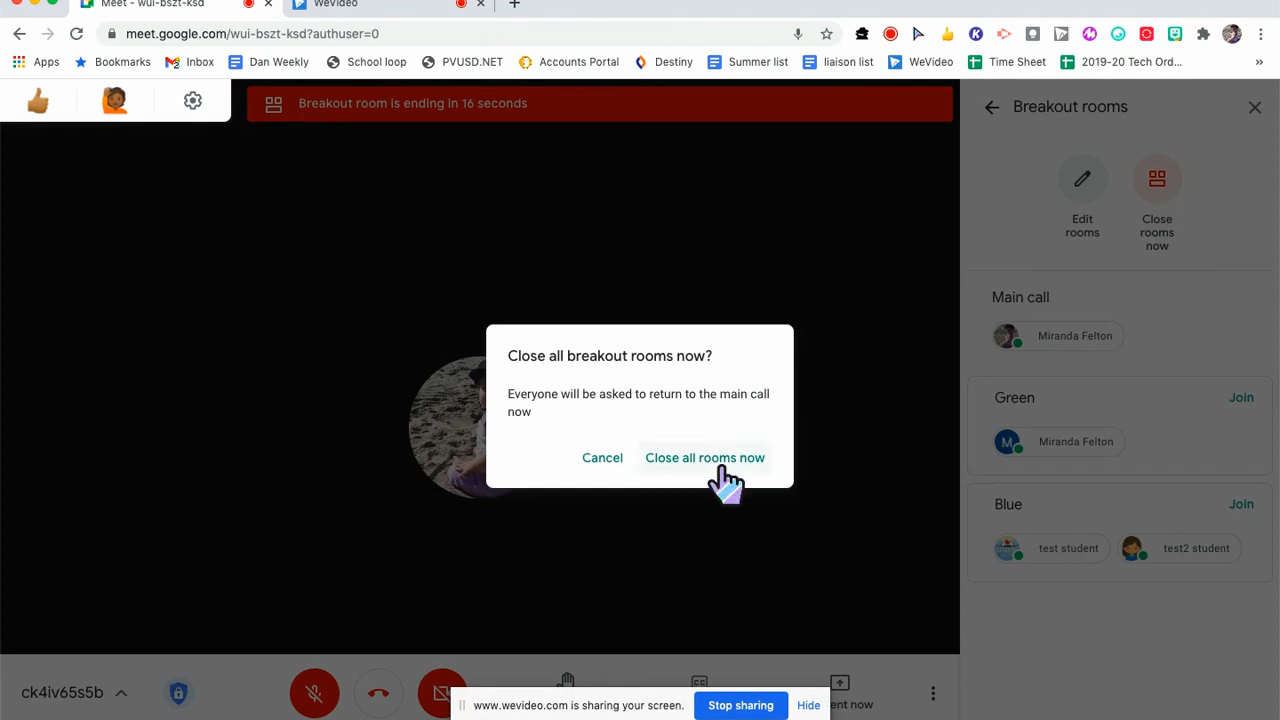 Meet - wui-bszt-ksd
WeVideo
meet.google.com/wui-bszt-ksd?authuser=0
Apps
Bookmarks
Inbox
Dan Weekly
School loop
PVUSD.NET
Accounts Portal
Destiny
Summer list
liaison list
WeVideo
Time Sheet
2019-20 Tech Ord...
»
Breakout room is ending in 16 seconds
Breakout rooms
Edit
rooms
Close
rooms
now
Main call
Miranda Felton
Green
Join
M
Miranda Felton
Blue
Join
test student
test2 student
Close all breakout rooms now?
Everyone will be asked to return to the main call
now
Cancel
Close all rooms now
ck4iv65s5b
CC
ent now
www.wevideo.com is sharing your screen.
Stop sharing
Hide